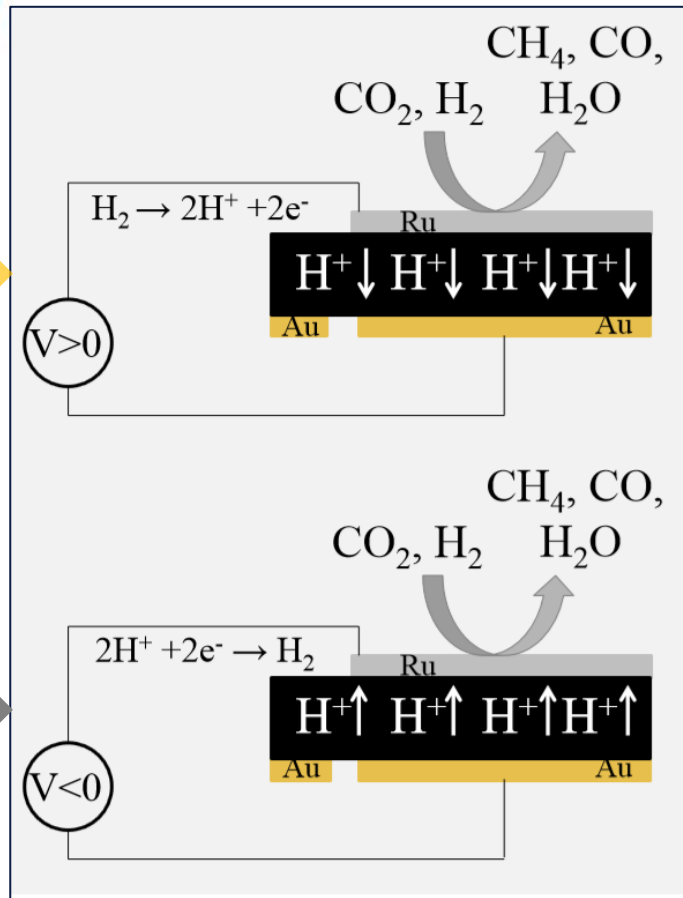 CH₄, CO,
CO₂, H₂ H₂O
H₂ → 2H⁺ +2e⁻
Ru
H⁺↓ H⁺↓ H⁺↓ H⁺↓
Au Au
V>0
CH₄, CO,
CO₂, H₂ H₂O
2H⁺ +2e⁻ → H₂
Ru
H⁺↑ H⁺↑ H⁺↑ H⁺↑
Au Au
V<0